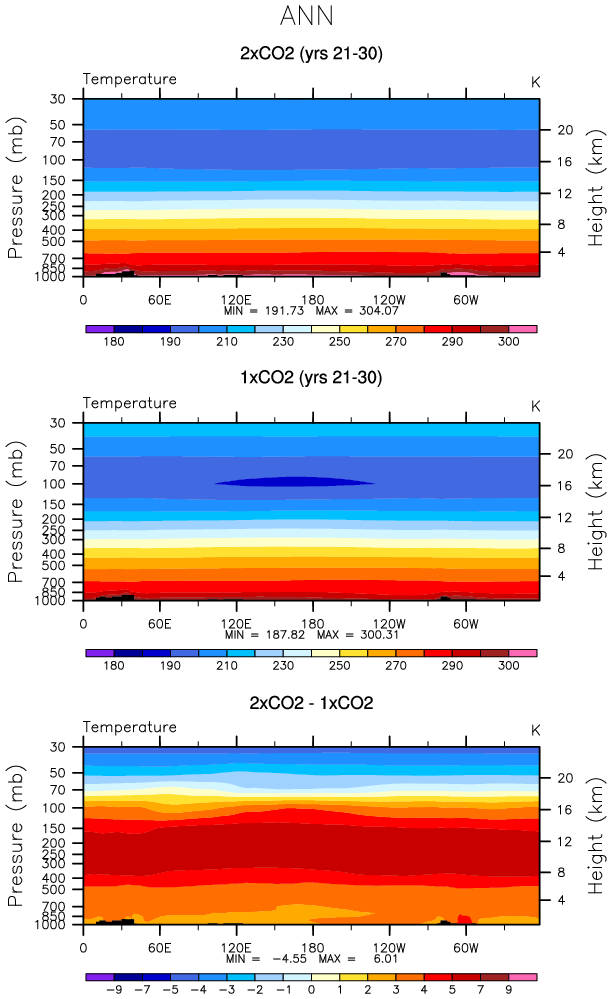 ANN
2xCO2 (yrs 21-30)
Temperature K
30
50
70
100
150
200
250
300
400
500
700
850
1000
Pressure (mb)
20
16
12
8
4
Height (km)
0 60E 120E 180 120W 60W
MIN = 191.73 MAX = 304.07
180 190 210 230 250 270 290 300
1xCO2 (yrs 21-30)
Temperature K
30
50
70
100
150
200
250
300
400
500
700
850
1000
Pressure (mb)
20
16
12
8
4
Height (km)
0 60E 120E 180 120W 60W
MIN = 187.82 MAX = 300.31
180 190 210 230 250 270 290 300
2xCO2 - 1xCO2
Temperature K
30
50
70
100
150
200
250
300
400
500
700
850
1000
Pressure (mb)
20
16
12
8
4
Height (km)
0 60E 120E 180 120W 60W
MIN = -4.55 MAX = 6.01
-9 -7 -5 -4 -3 -2 -1 0 1 2 3 4 5 7 9